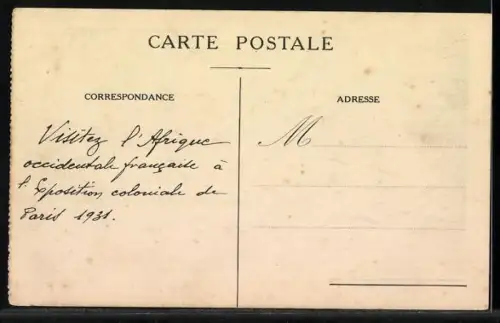 CARTE POSTALE
CORRESPONDANCE
ADRESSE
Visitez l'Afrique
occidentale française à
l'Exposition coloniale de
Paris 1931.
M